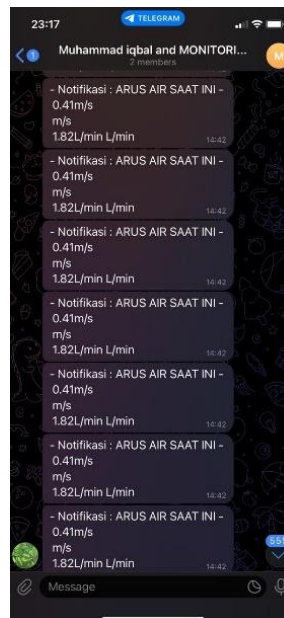 23:17
TELEGRAM
Muhammad iqbal and MONITORI...
2 members
- Notifikasi : ARUS AIR SAAT INI -
0.41m/s
m/s
1.82L/min L/min
14:42
- Notifikasi : ARUS AIR SAAT INI -
0.41m/s
m/s
1.82L/min L/min
14:42
- Notifikasi : ARUS AIR SAAT INI -
0.41m/s
m/s
1.82L/min L/min
14:42
- Notifikasi : ARUS AIR SAAT INI -
0.41m/s
m/s
1.82L/min L/min
14:42
- Notifikasi : ARUS AIR SAAT INI -
0.41m/s
m/s
1.82L/min L/min
14:42
- Notifikasi : ARUS AIR SAAT INI -
0.41m/s
m/s
1.82L/min L/min
14:42
- Notifikasi : ARUS AIR SAAT INI -
0.41m/s
m/s
1.82L/min L/min
14:42
Message